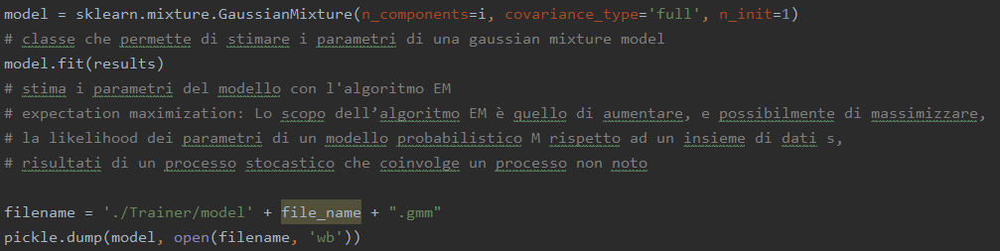 model = sklearn.mixture.GaussianMixture(n_components=i, covariance_type='full', n_init=1)
# classe che permette di stimare i parametri di una gaussian mixture model
model.fit(results)
# stima i parametri del modello con l'algoritmo EM
# expectation maximization: Lo scopo dell’algoritmo EM è quello di aumentare, e possibilmente di massimizzare,
# la likelihood dei parametri di un modello probabilistico M rispetto ad un insieme di dati s,
# risultati di un processo stocastico che coinvolge un processo non noto
filename = './Trainer/model' + file_name + ".gmm"
pickle.dump(model, open(filename, 'wb'))